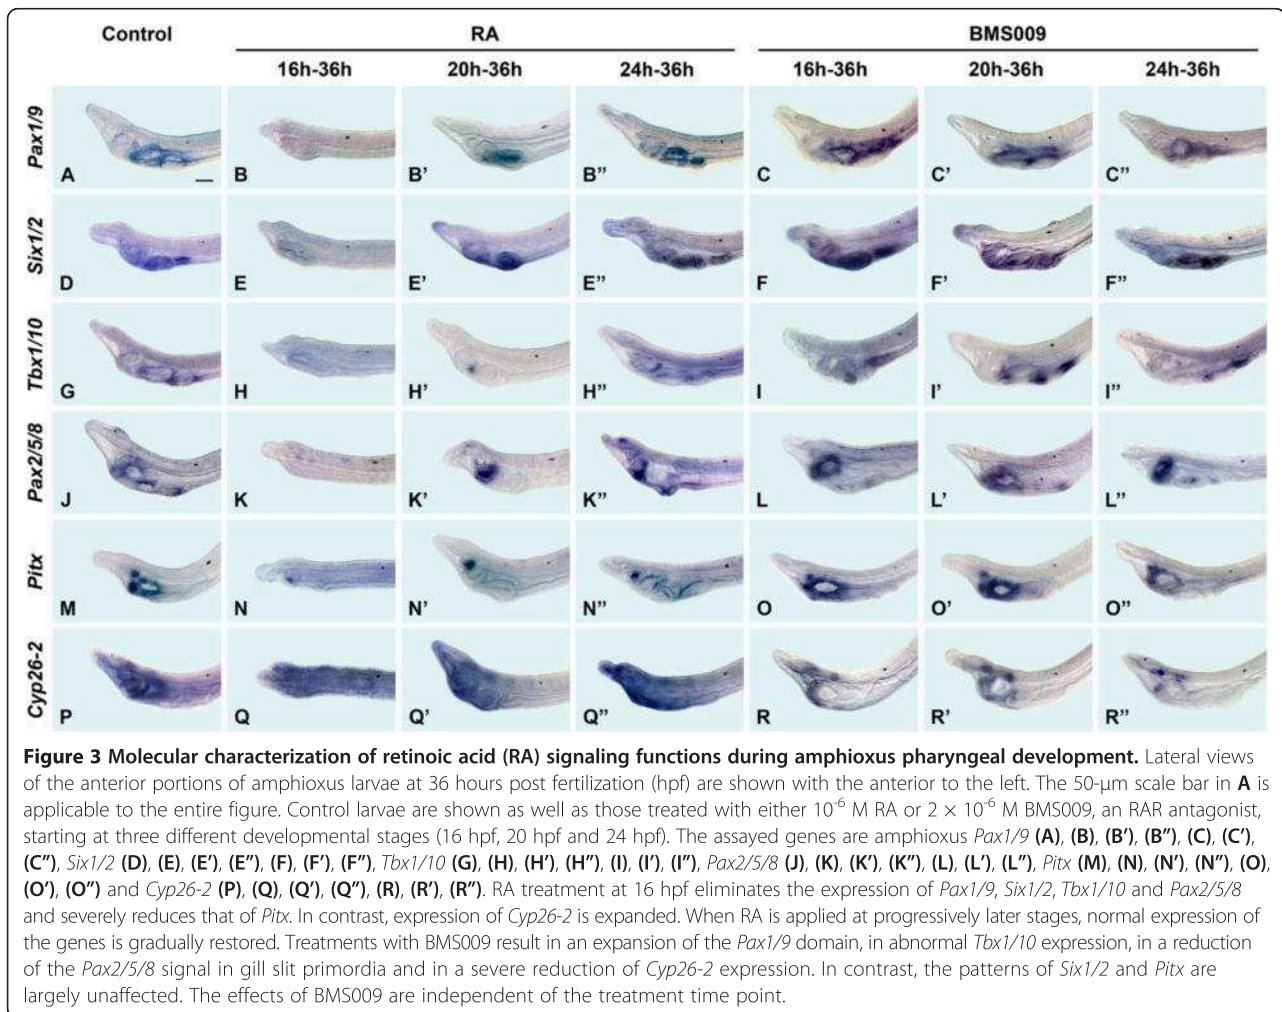 Control
RA
BMS009
16h-36h
20h-36h
24h-36h
16h-36h
20h-36h
24h-36h
Pax1/9
A
B
B'
B"
C
C'
C"
Six1/2
D
E
E'
E"
F
F'
F"
Tbx1/10
G
H
H'
H"
I
I'
I"
Pax2/5/8
J
K
K'
K"
L
L'
L"
Pitx
M
N
N'
N"
O
O'
O"
Cyp26-2
P
Q
Q'
Q"
R
R'
R"
Figure 3 Molecular characterization of retinoic acid (RA) signaling functions during amphioxus pharyngeal development. Lateral views
of the anterior portions of amphioxus larvae at 36 hours post fertilization (hpf) are shown with the anterior to the left. The 50-μm scale bar in A is
applicable to the entire figure. Control larvae are shown as well as those treated with either 10⁻⁶ M RA or 2 × 10⁻⁶ M BMS009, an RAR antagonist,
starting at three different developmental stages (16 hpf, 20 hpf and 24 hpf). The assayed genes are amphioxus Pax1/9 (A), (B), (B'), (B"), (C), (C'),
(C"), Six1/2 (D), (E), (E'), (E"), (F), (F'), (F"), Tbx1/10 (G), (H), (H'), (H"), (I), (I'), (I"), Pax2/5/8 (J), (K), (K'), (K"), (L), (L'), (L"), Pitx (M), (N), (N'), (N"), (O),
(O'), (O") and Cyp26-2 (P), (Q), (Q'), (Q"), (R), (R'), (R"). RA treatment at 16 hpf eliminates the expression of Pax1/9, Six1/2, Tbx1/10 and Pax2/5/8
and severely reduces that of Pitx. In contrast, expression of Cyp26-2 is expanded. When RA is applied at progressively later stages, normal expression of
the genes is gradually restored. Treatments with BMS009 result in an expansion of the Pax1/9 domain, in abnormal Tbx1/10 expression, in a reduction
of the Pax2/5/8 signal in gill slit primordia and in a severe reduction of Cyp26-2 expression. In contrast, the patterns of Six1/2 and Pitx are
largely unaffected. The effects of BMS009 are independent of the treatment time point.